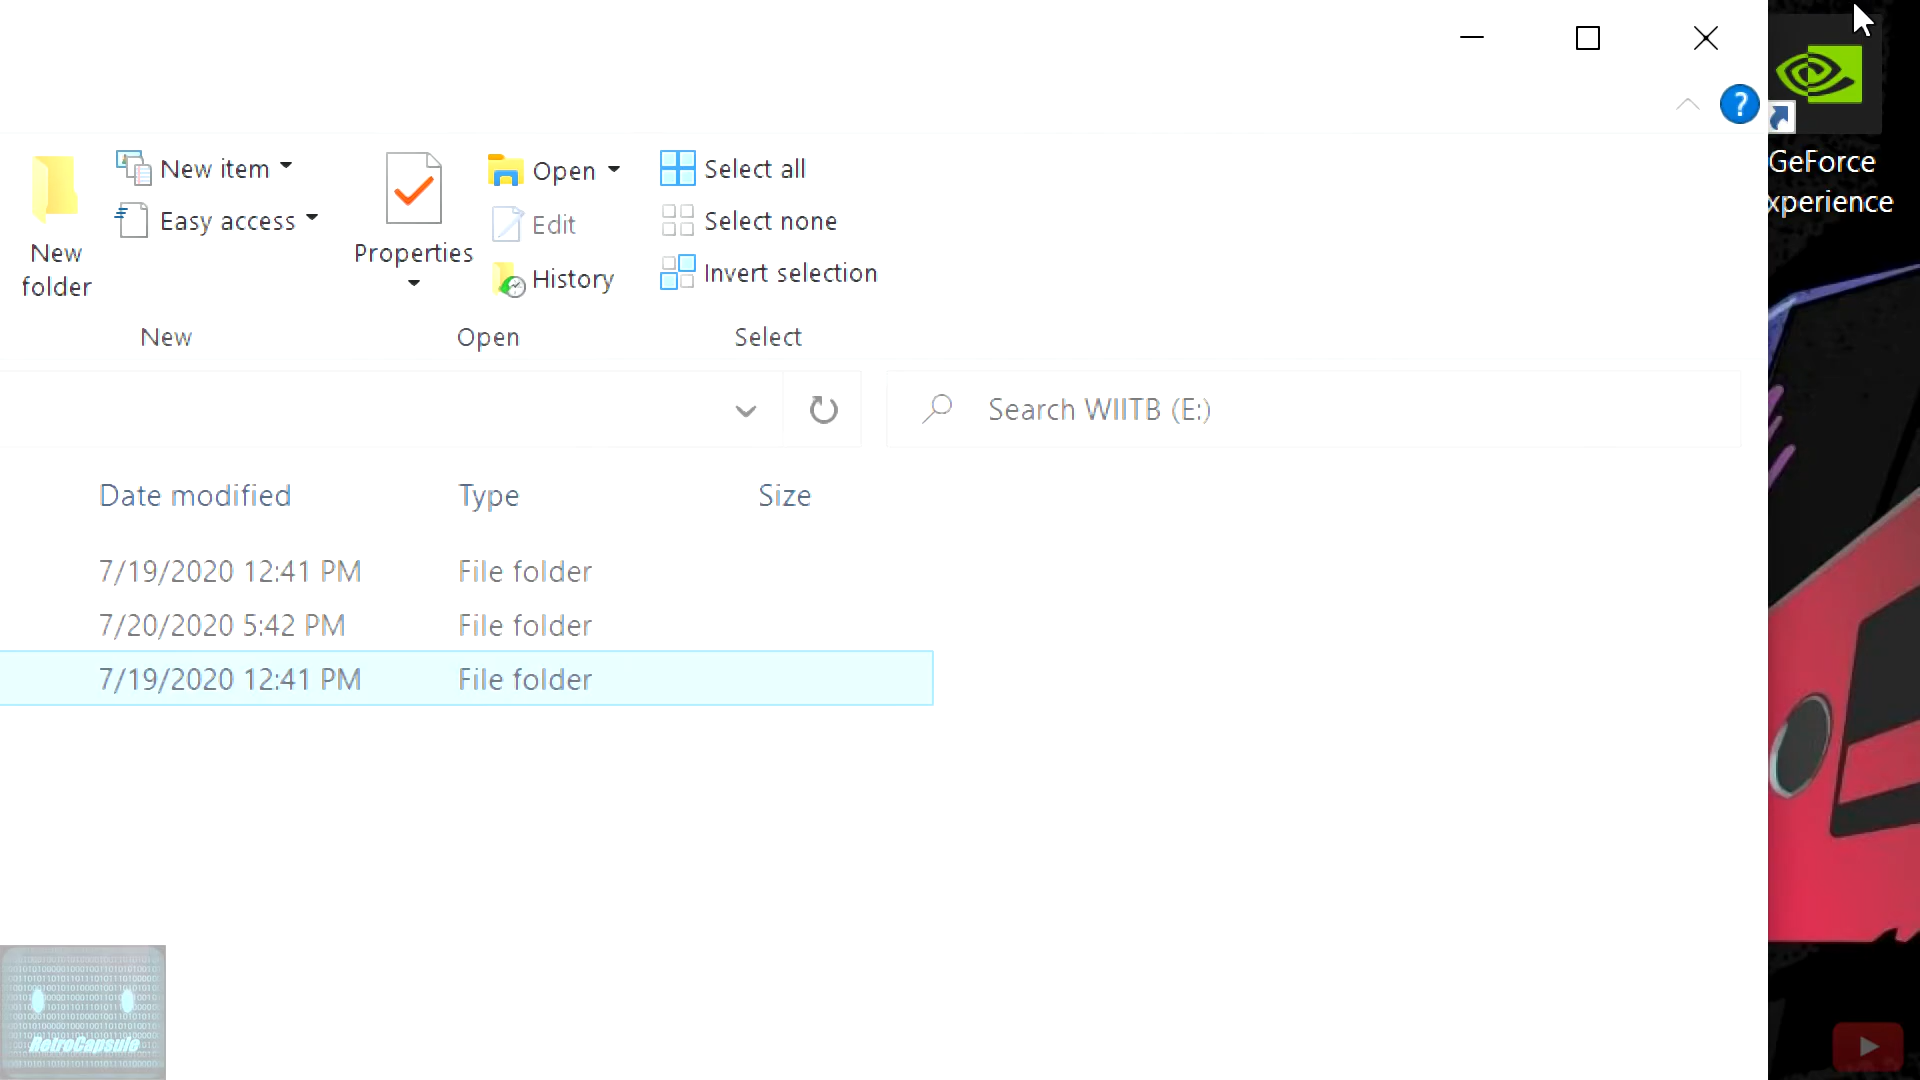 New item
Easy access
New
folder
Properties
Open
Edit
History
Select all
Select none
Invert selection
New
Open
Select
Search WIITB (E:)
Date modified Type Size
7/19/2020 12:41 PM File folder
7/20/2020 5:42 PM File folder
7/19/2020 12:41 PM File folder
?
GeForce
xperience
RetroCapsule